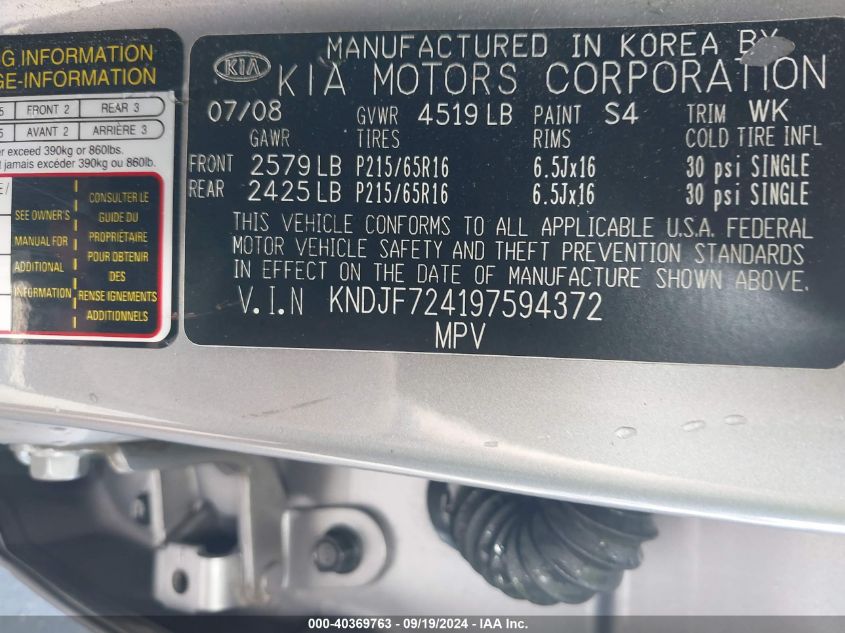 G INFORMATION
GE-INFORMATION
5 FRONT 2 REAR 3
5 AVANT 2 ARRIÈRE 3
er exceed 390kg or 860lbs.
t jamais excéder 390kg ou 860lb.
SEE OWNER'S
MANUAL FOR
ADDITIONAL
INFORMATION
CONSULTER LE
GUIDE DU
PROPRIÉTAIRE
POUR OBTENIR
DES
RENSEIGNEMENTS
ADDITIONNELS
MANUFACTURED IN KOREA BY
KIA KIA MOTORS CORPORATION
07/08 GVWR 4519 LB PAINT S4 TRIM WK
GAWR TIRES RIMS COLD TIRE INFL
FRONT 2579 LB P215/65R16 6.5Jx16 30 psi SINGLE
REAR 2425 LB P215/65R16 6.5Jx16 30 psi SINGLE
THIS VEHICLE CONFORMS TO ALL APPLICABLE U.S.A. FEDERAL
MOTOR VEHICLE SAFETY AND THEFT PREVENTION STANDARDS
IN EFFECT ON THE DATE OF MANUFACTURE SHOWN ABOVE.
V.I.N KNDJF724197594372
MPV
000-40369763 - 09/19/2024 - IAA Inc.